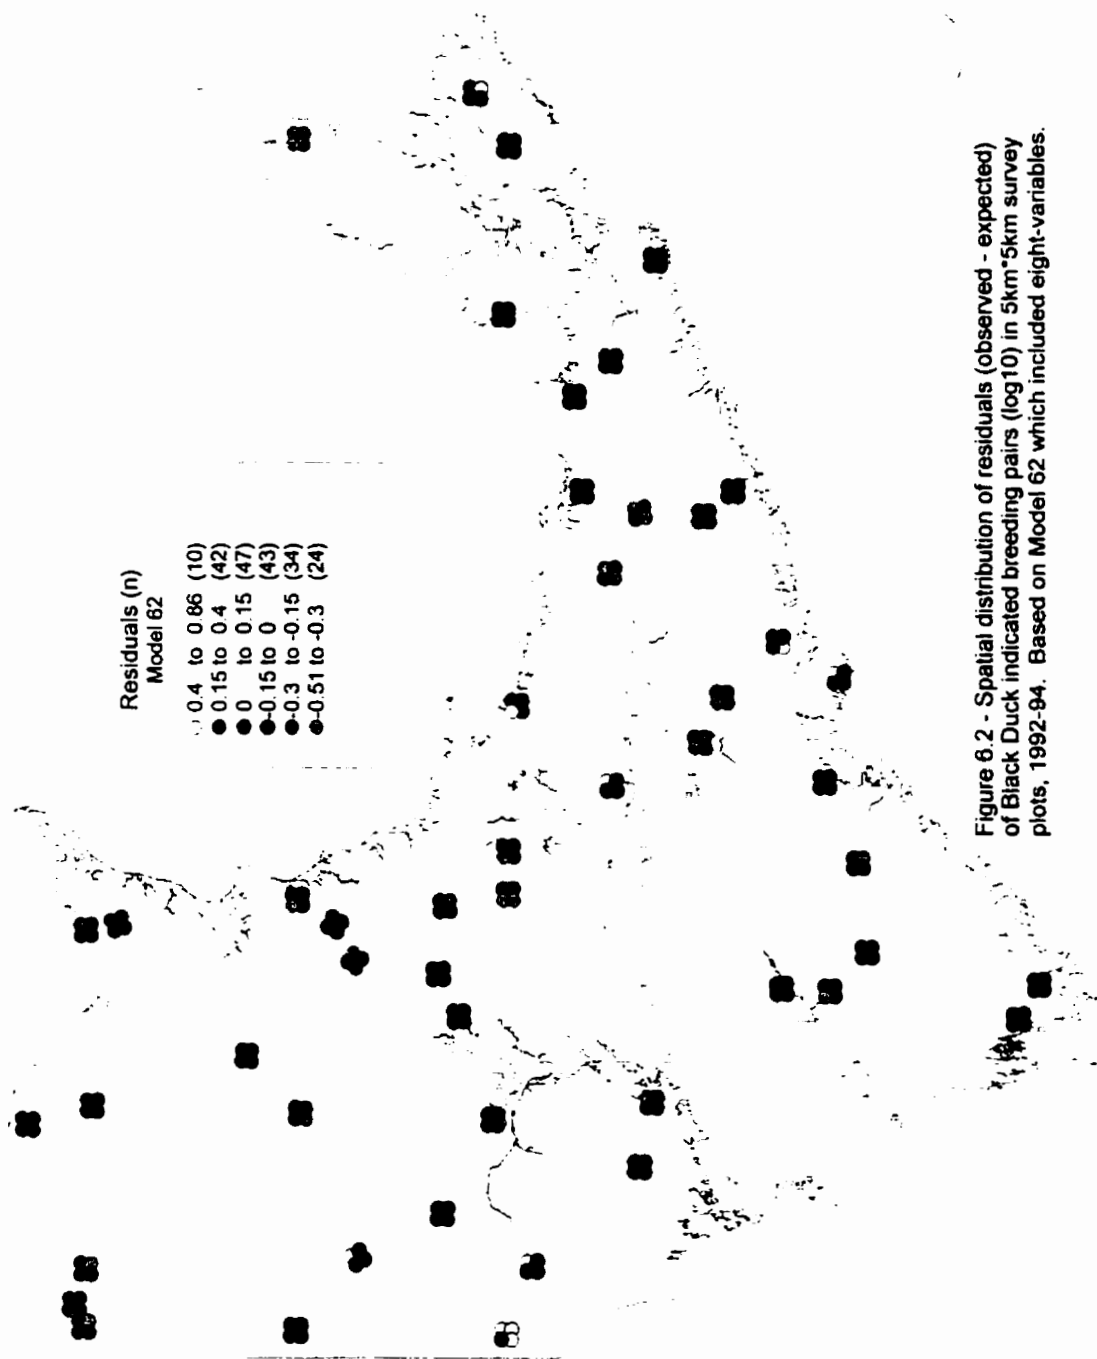 Residuals (n)
Model 62
0.4 to 0.86 (10)
0.15 to 0.4 (42)
0 to 0.15 (47)
-0.15 to 0 (43)
-0.3 to -0.15 (34)
-0.51 to -0.3 (24)
Figure 6.2 - Spatial distribution of residuals (observed - expected)
of Black Duck indicated breeding pairs (log10) in 5km*5km survey
plots, 1992-94. Based on Model 62 which included eight-variables.